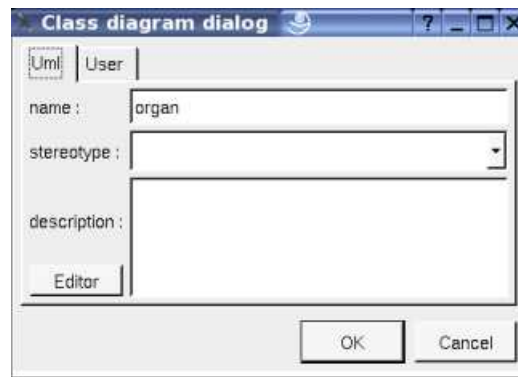 Class diagram dialog ? _ X
Uml User
name : organ
stereotype :
description :
Editor
OK Cancel